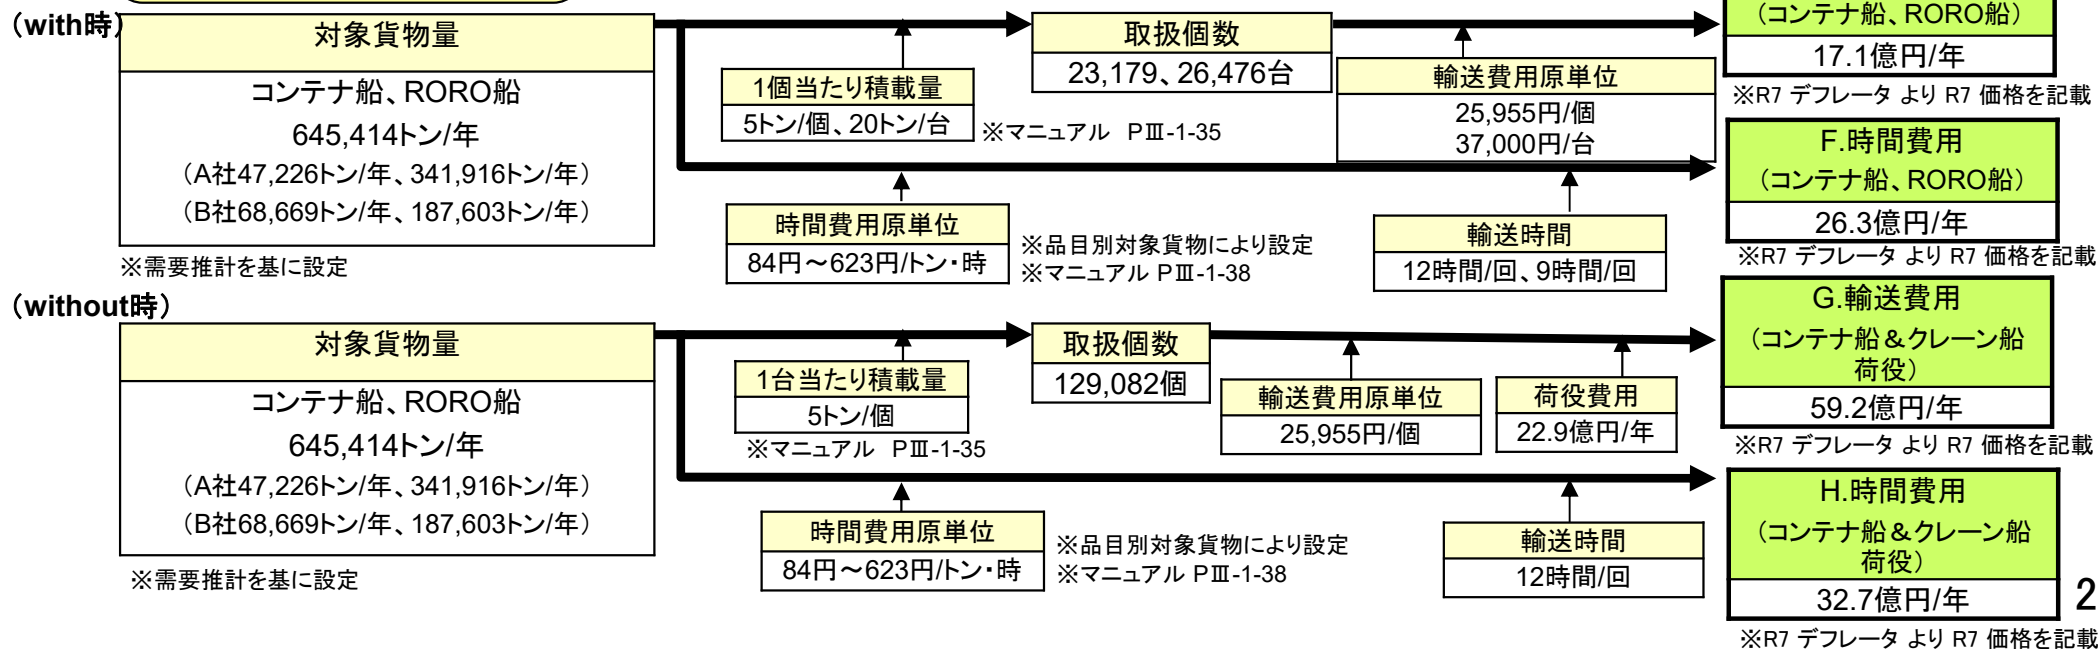 （with時）
対象貨物量
コンテナ船、RORO船
645,414トン/年
（A社47,226トン/年、341,916トン/年）
（B社68,669トン/年、187,603トン/年）
※需要推計を基に設定
1個当たり積載量
5トン/個、20トン/台
※マニュアル　PⅢ-1-35
取扱個数
23,179、26,476台
輸送費用原単位
25,955円/個
37,000円/台
（コンテナ船、RORO船）
17.1億円/年
※R7 デフレータ より R7 価格を記載
時間費用原単位
84円～623円/トン・時
※品目別対象貨物により設定
※マニュアル PⅢ-1-38
輸送時間
12時間/回、9時間/回
F.時間費用
（コンテナ船、RORO船）
26.3億円/年
※R7 デフレータ より R7 価格を記載
（without時）
対象貨物量
コンテナ船、RORO船
645,414トン/年
（A社47,226トン/年、341,916トン/年）
（B社68,669トン/年、187,603トン/年）
※需要推計を基に設定
1台当たり積載量
5トン/個
※マニュアル　PⅢ-1-35
取扱個数
129,082個
輸送費用原単位
25,955円/個
荷役費用
22.9億円/年
G.輸送費用
（コンテナ船＆クレーン船
荷役）
59.2億円/年
※R7 デフレータ より R7 価格を記載
時間費用原単位
84円～623円/トン・時
※品目別対象貨物により設定
※マニュアル PⅢ-1-38
輸送時間
12時間/回
H.時間費用
（コンテナ船＆クレーン船
荷役）
32.7億円/年
※R7 デフレータ より R7 価格を記載
2